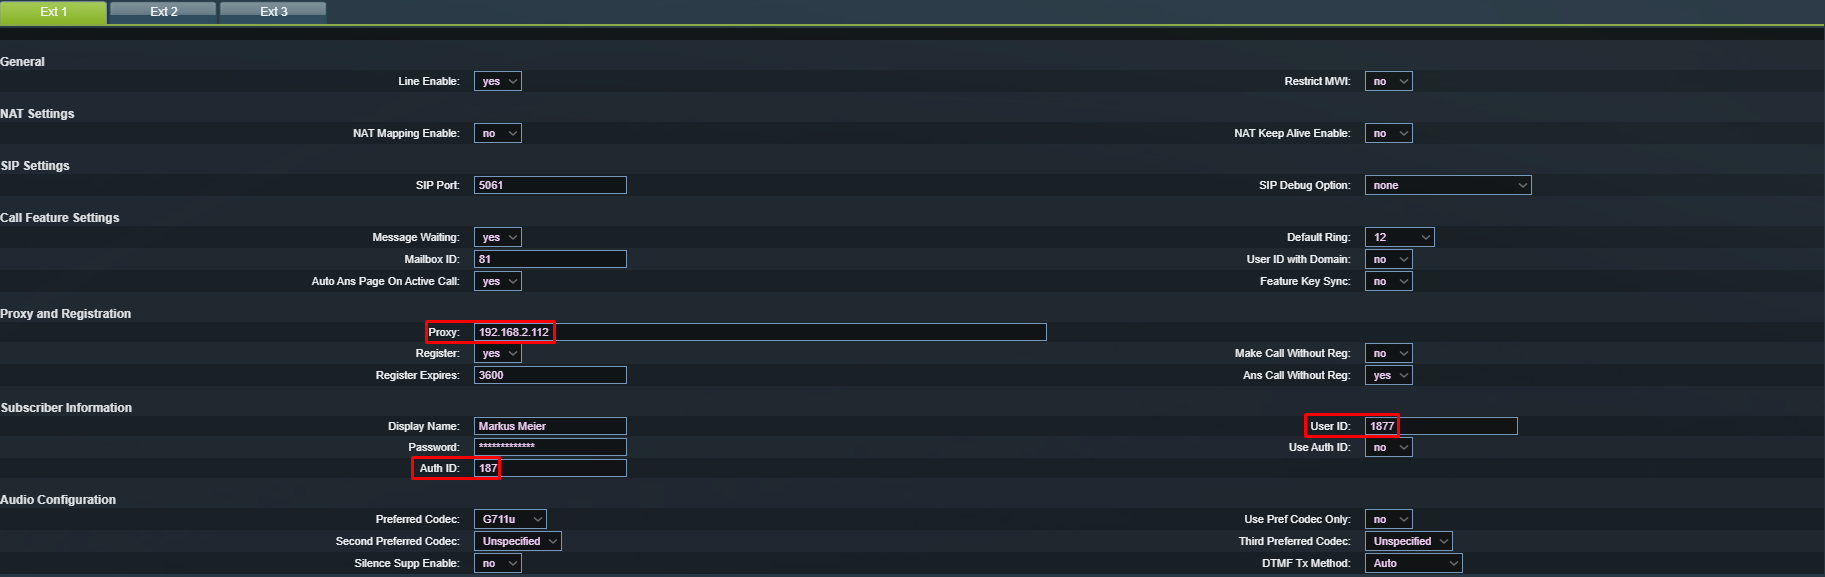 Ext 1 Ext 2 Ext 3
General
Line Enable: yes Restrict MWI: no
NAT Settings
NAT Mapping Enable: no NAT Keep Alive Enable: no
SIP Settings
SIP Port: 5061 SIP Debug Option: none
Call Feature Settings
Message Waiting: yes Default Ring: 12
Mailbox ID: 81 User ID with Domain: no
Auto Ans Page On Active Call: yes Feature Key Sync: no
Proxy and Registration
Proxy: 192.168.2.112
Register: yes Make Call Without Reg: no
Register Expires: 3600 Ans Call Without Reg: yes
Subscriber Information
Display Name: Markus Meier User ID: 1877
Password: ************* Use Auth ID: no
Auth ID: 187
Audio Configuration
Preferred Codec: G711u Use Pref Codec Only: no
Second Preferred Codec: Unspecified Third Preferred Codec: Unspecified
Silence Supp Enable: no DTMF Tx Method: Auto